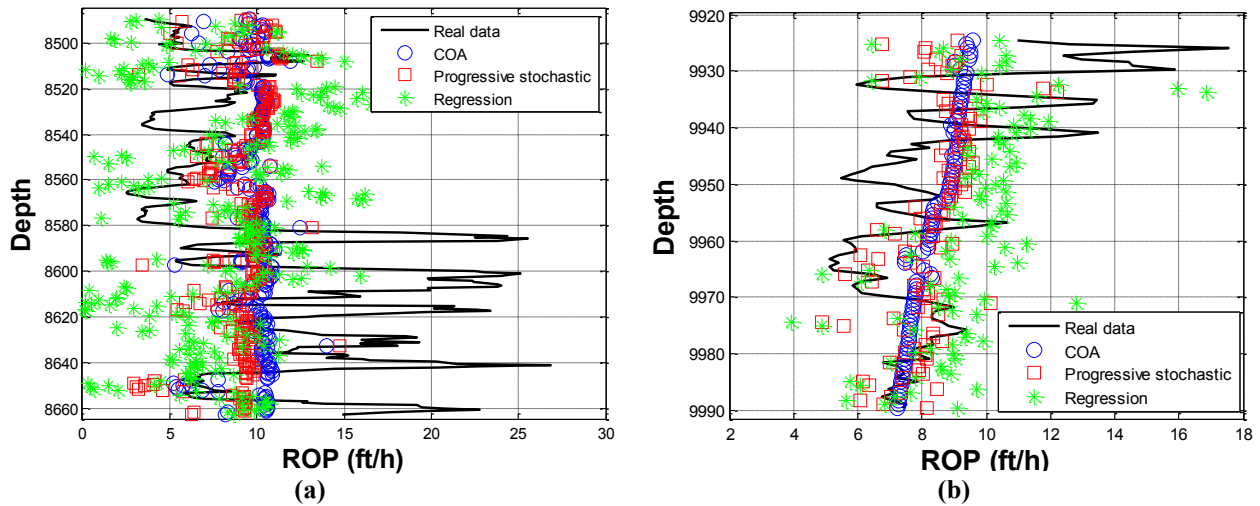 8500
8520
8540
8560
8580
8600
8620
8640
8660
Depth
0 5 10 15 20 25 30
ROP (ft/h)
Real data
COA
Progressive stochastic
Regression
(a)
9920
9930
9940
9950
9960
9970
9980
9990
Depth
2 4 6 8 10 12 14 16 18
ROP (ft/h)
Real data
COA
Progressive stochastic
Regression
(b)